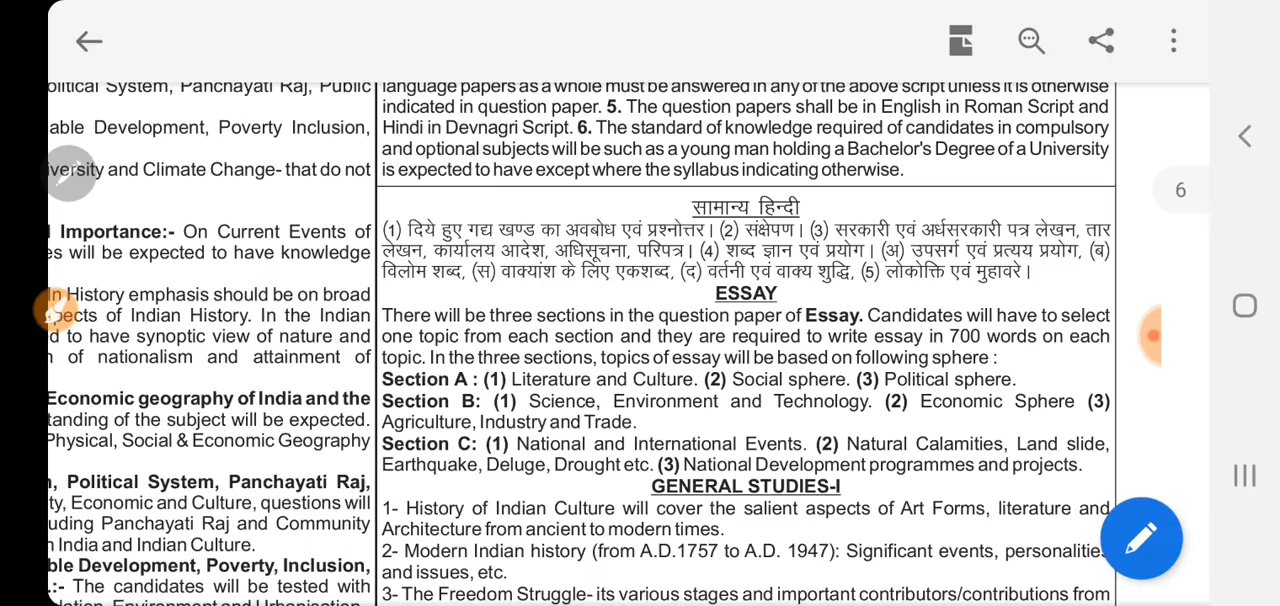 olitical System, Panchayati Raj, Public
able Development, Poverty Inclusion,
versity and Climate Change- that do not
l Importance:- On Current Events of
es will be expected to have knowledge
In History emphasis should be on broad
pects of Indian History. In the Indian
d to have synoptic view of nature and
n of nationalism and attainment of
Economic geography of India and the
tanding of the subject will be expected.
Physical, Social & Economic Geography
n, Political System, Panchayati Raj,
ty, Economic and Culture, questions will
uding Panchayati Raj and Community
n India and Indian Culture.
ble Development, Poverty, Inclusion,
.:- The candidates will be tested with
lation, Environment and Urbanisation
language papers as a whole must be answered in any of the above script unless it is otherwise
indicated in question paper. 5. The question papers shall be in English in Roman Script and
Hindi in Devnagri Script. 6. The standard of knowledge required of candidates in compulsory
and optional subjects will be such as a young man holding a Bachelor's Degree of a University
is expected to have except where the syllabus indicating otherwise.
सामान्य हिन्दी
(1) दिये हुए गद्य खण्ड का अवबोध एवं प्रश्नोत्तर। (2) संक्षेपण। (3) सरकारी एवं अर्धसरकारी पत्र लेखन, तार
लेखन, कार्यालय आदेश, अधिसूचना, परिपत्र। (4) शब्द ज्ञान एवं प्रयोग। (अ) उपसर्ग एवं प्रत्यय प्रयोग, (ब)
विलोम शब्द, (स) वाक्यांश के लिए एकशब्द, (द) वर्तनी एवं वाक्य शुद्धि, (5) लोकोक्ति एवं मुहावरे।
ESSAY
There will be three sections in the question paper of Essay. Candidates will have to select
one topic from each section and they are required to write essay in 700 words on each
topic. In the three sections, topics of essay will be based on following sphere :
Section A : (1) Literature and Culture. (2) Social sphere. (3) Political sphere.
Section B: (1) Science, Environment and Technology. (2) Economic Sphere (3)
Agriculture, Industry and Trade.
Section C: (1) National and International Events. (2) Natural Calamities, Land slide,
Earthquake, Deluge, Drought etc. (3) National Development programmes and projects.
GENERAL STUDIES-I
1- History of Indian Culture will cover the salient aspects of Art Forms, literature and
Architecture from ancient to modern times.
2- Modern Indian history (from A.D.1757 to A.D. 1947): Significant events, personalities
and issues, etc.
3- The Freedom Struggle- its various stages and important contributors/contributions from
6